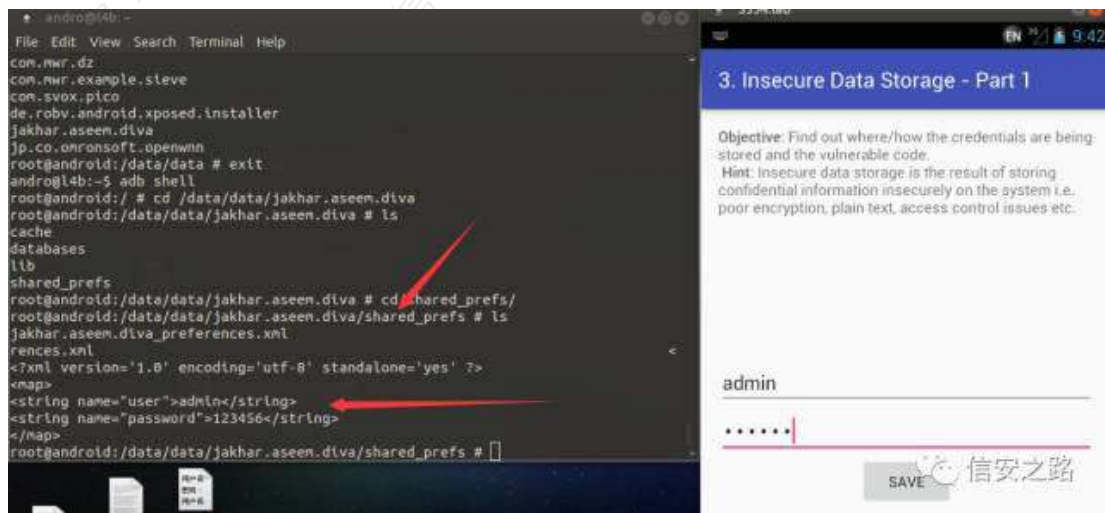 andro@l4b: ~
File Edit View Search Terminal Help
com.mwr.dz
com.mwr.example.sieve
com.svox.pico
de.robv.android.xposed.installer
jakhar.aseem.diva
jp.co.omronsoft.openwnn
root@android:/data/data # exit
andro@l4b:~$ adb shell
root@android:/ # cd /data/data/jakhar.aseem.diva
root@android:/data/data/jakhar.aseem.diva # ls
cache
databases
lib
shared_prefs
root@android:/data/data/jakhar.aseem.diva # cd shared_prefs/
root@android:/data/data/jakhar.aseem.diva/shared_prefs # ls
jakhar.aseem.diva_preferences.xml
rences.xml <
<?xml version='1.0' encoding='utf-8' standalone='yes' ?>
<map>
<string name="user">admin</string>
<string name="password">123456</string>
</map>
root@android:/data/data/jakhar.aseem.diva/shared_prefs #
EN 9:42
3. Insecure Data Storage - Part 1
Objective: Find out where/how the credentials are being
stored and the vulnerable code.
Hint: Insecure data storage is the result of storing
confidential information insecurely on the system i.e.
poor encryption, plain text, access control issues etc.
admin
••••••
SAVE
信安之路